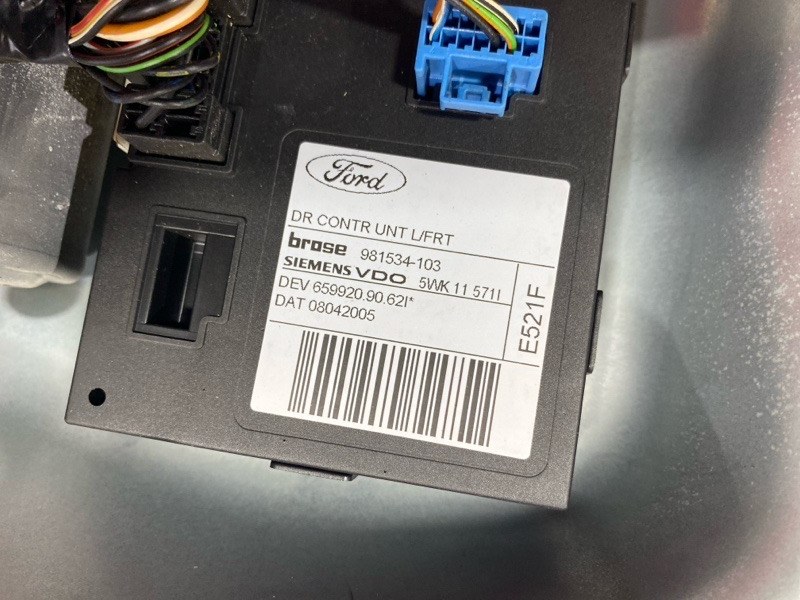 Ford
DR CONTR UNT L/FRT
brose 981534-103
SIEMENS VDO 5WK 11 571I
DEV 659920.90.62I*
DAT 08042005
E521F